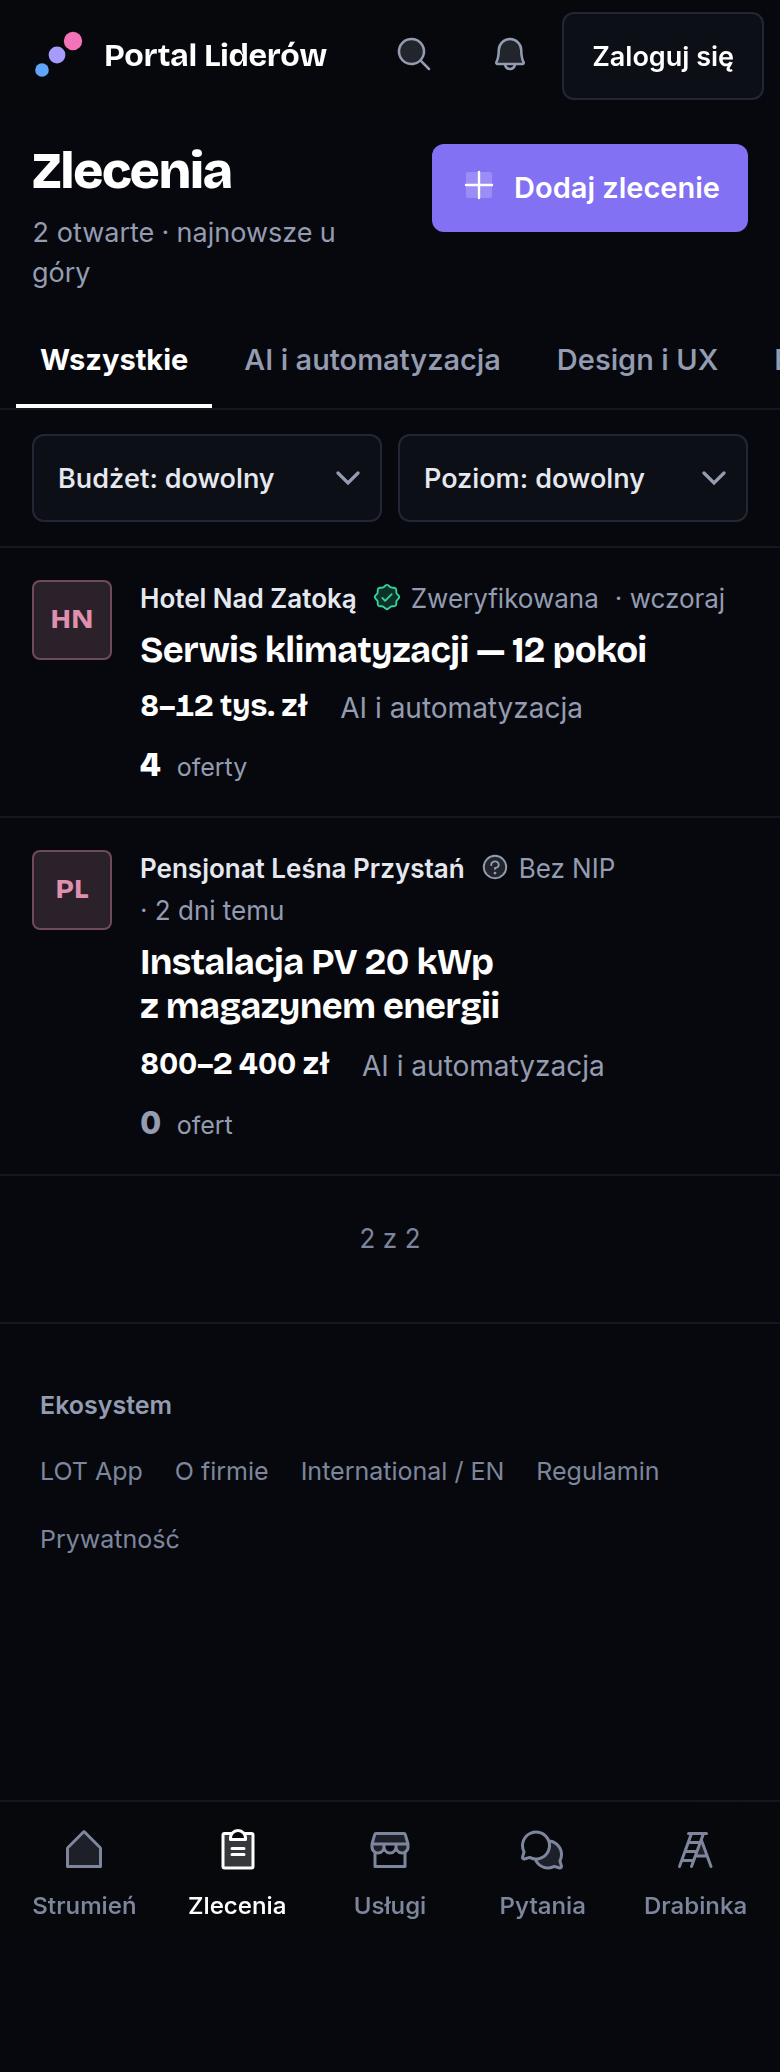 Portal Liderów
Zaloguj się
Zlecenia
Dodaj zlecenie
2 otwarte · najnowsze u
góry
Wszystkie AI i automatyzacja Design i UX
Budżet: dowolny Poziom: dowolny
HN
Hotel Nad Zatoką Zweryfikowana · wczoraj
Serwis klimatyzacji — 12 pokoi
8–12 tys. zł AI i automatyzacja
4 oferty
PL
Pensjonat Leśna Przystań Bez NIP
· 2 dni temu
Instalacja PV 20 kWp
z magazynem energii
800–2 400 zł AI i automatyzacja
0 ofert
2 z 2
Ekosystem
LOT App O firmie International / EN Regulamin
Prywatność
Strumień Zlecenia Usługi Pytania Drabinka